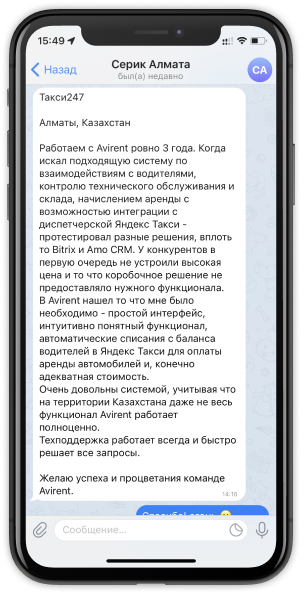 15:49
Назад
Серик Алмата
был(а) недавно
СА
Такси247
Алматы, Казахстан
Работаем с Avirent ровно 3 года. Когда
искал подходящую систему по
взаимодействиям с водителями,
контролю технического обслуживания и
склада, начислением аренды с
возможностью интеграции с
диспетчерской Яндекс Такси -
протестировал разные решения, вплоть
то Bitrix и Amo CRM. У конкурентов в
первую очередь не устроили высокая
цена и то что коробочное решение не
предоставляло нужного функционала.
В Avirent нашел то что мне было
необходимо - простой интерфейс,
интуитивно понятный функционал,
автоматические списания с баланса
водителей в Яндекс Такси для оплаты
аренды автомобилей и, конечно
адекватная стоимость.
Очень довольны системой, учитывая что
на территории Казахстана даже не весь
функционал Avirent работает
полноценно.
Техподдержка работает всегда и быстро
решает все запросы.
Желаю успеха и процветания команде
Avirent.
14:16
Сообщение...